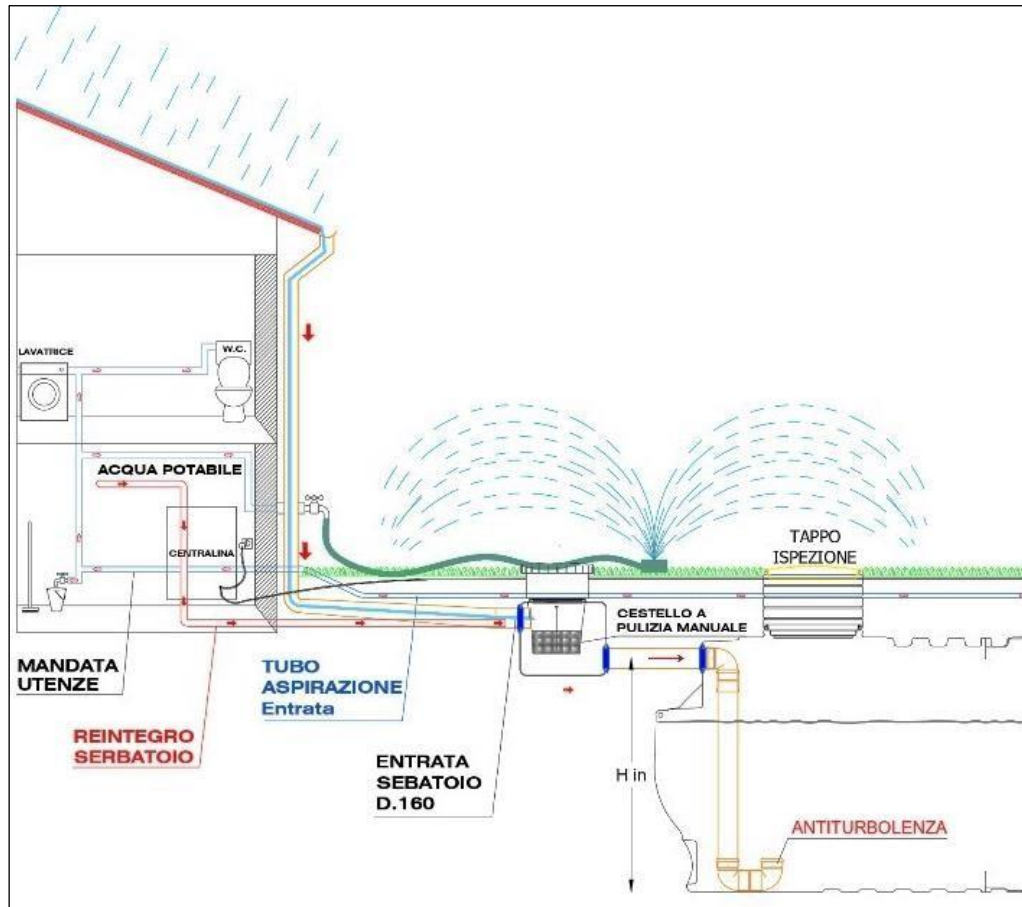 LAVATRICE
W.C.
ACQUA POTABILE
CENTRALINA
TAPPO
ISPEZIONE
CESTELLO A
PULIZIA MANUALE
MANDATA
UTENZE
TUBO
ASPIRAZIONE
Entrata
REINTEGRO
SERBATOIO
ENTRATA
SEBATOIO
D.160
H in
ANTITURBOLENZA